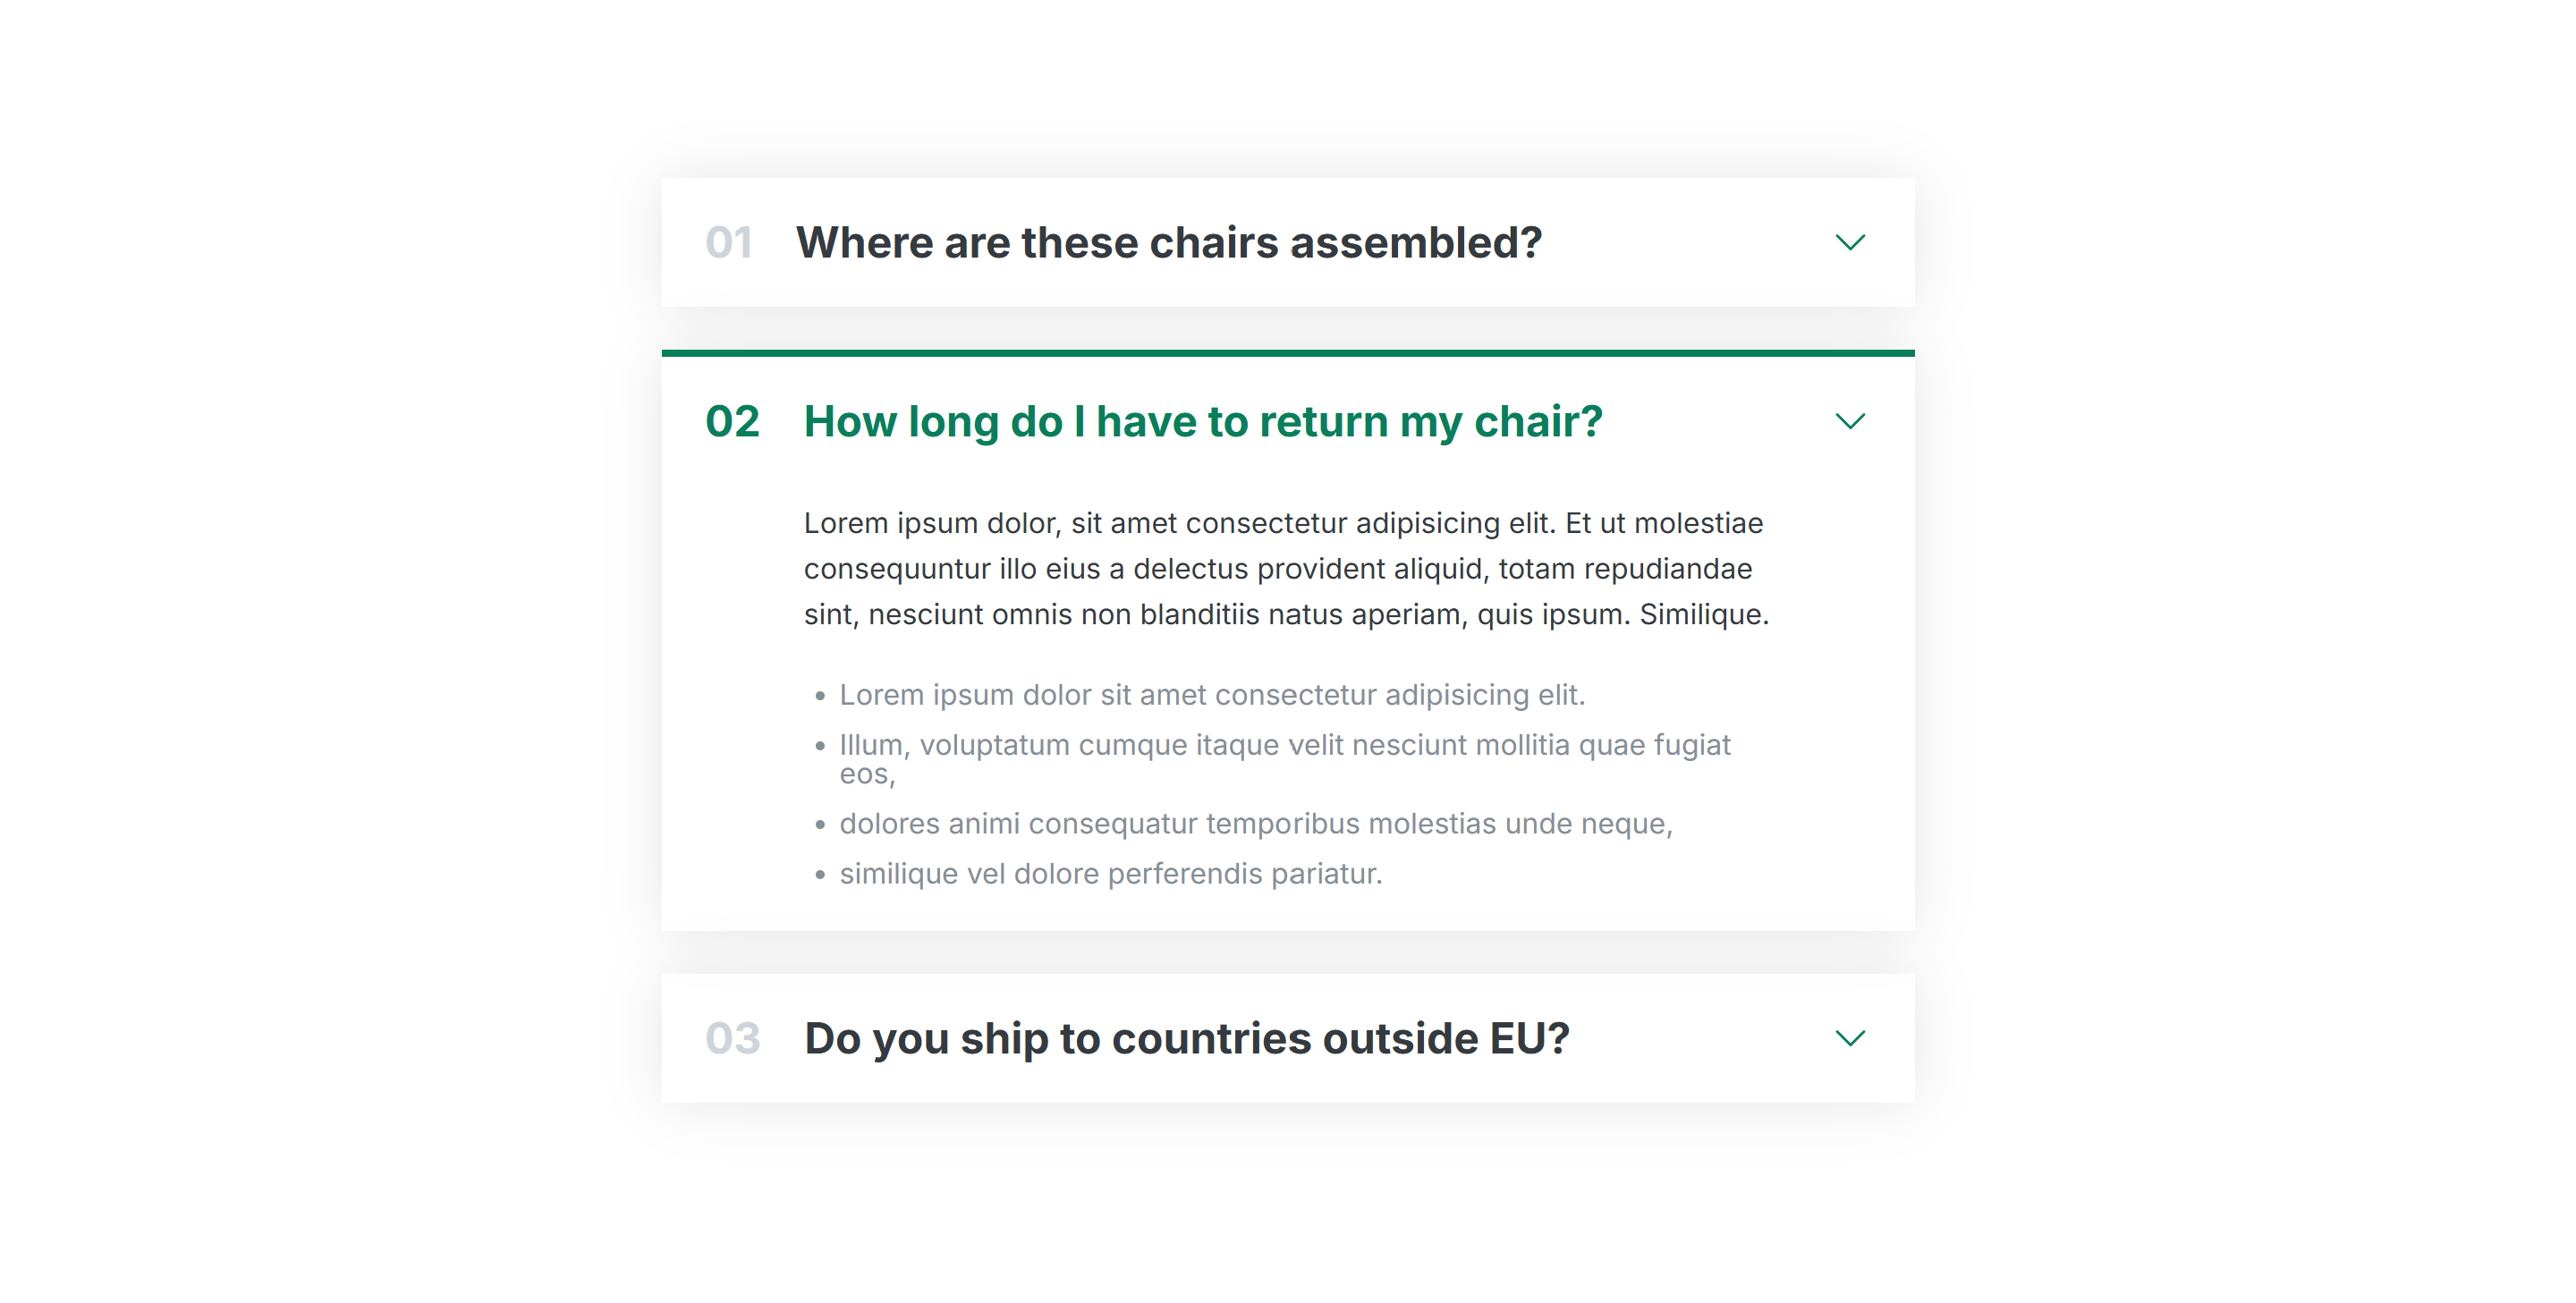 01 Where are these chairs assembled?
02 How long do I have to return my chair?
Lorem ipsum dolor, sit amet consectetur adipisicing elit. Et ut molestiae
consequuntur illo eius a delectus provident aliquid, totam repudiandae
sint, nesciunt omnis non blanditiis natus aperiam, quis ipsum. Similique.
• Lorem ipsum dolor sit amet consectetur adipisicing elit.
• Illum, voluptatum cumque itaque velit nesciunt mollitia quae fugiat
eos,
• dolores animi consequatur temporibus molestias unde neque,
• similique vel dolore perferendis pariatur.
03 Do you ship to countries outside EU?